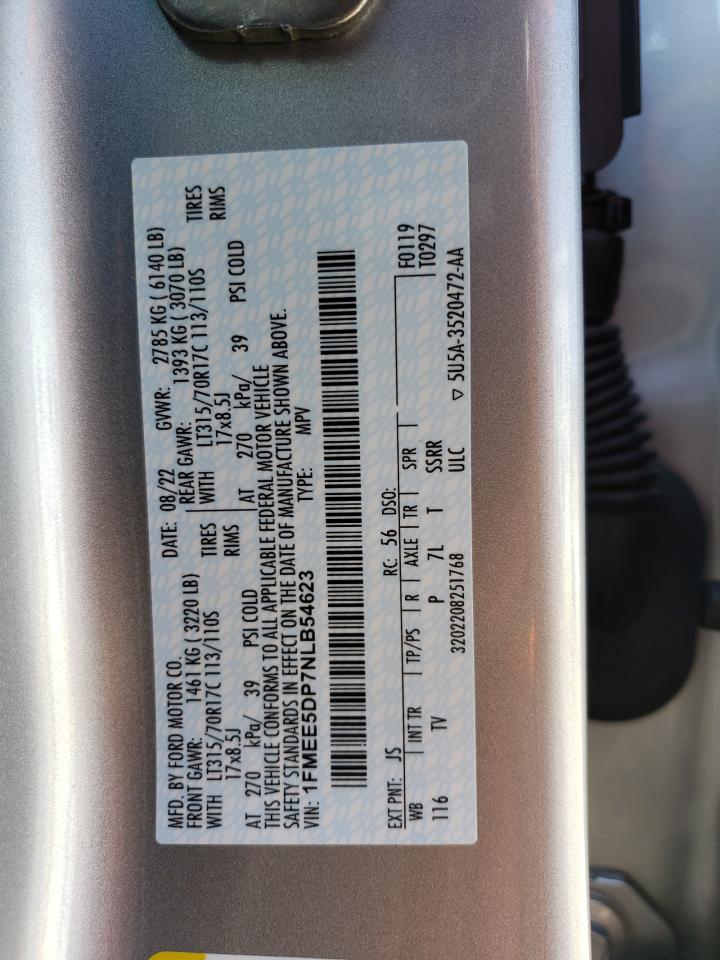 MFD. BY FORD MOTOR CO. DATE: 08/22 GVWR: 2785 KG ( 6140 LB)
FRONT GAWR: 1461 KG ( 3220 LB) REAR GAWR: 1393 KG ( 3070 LB)
WITH LT315/70R17C 113/110S TIRES WITH LT315/70R17C 113/110S TIRES
17x8.5J RIMS 17x8.5J RIMS
AT 270 kPa/ 39 PSI COLD AT 270 kPa/ 39 PSI COLD
THIS VEHICLE CONFORMS TO ALL APPLICABLE FEDERAL MOTOR VEHICLE
SAFETY STANDARDS IN EFFECT ON THE DATE OF MANUFACTURE SHOWN ABOVE.
VIN: 1FMEE5DP7NLB54623 TYPE: MPV
EXT PNT: JS RC: 56 DSO: F0119
WB INT TR TP/PS R AXLE TR SPR T0297
116 TV P 7L T SSRR
3202208251768 ULC ▽ 5U5A-3520472-AA